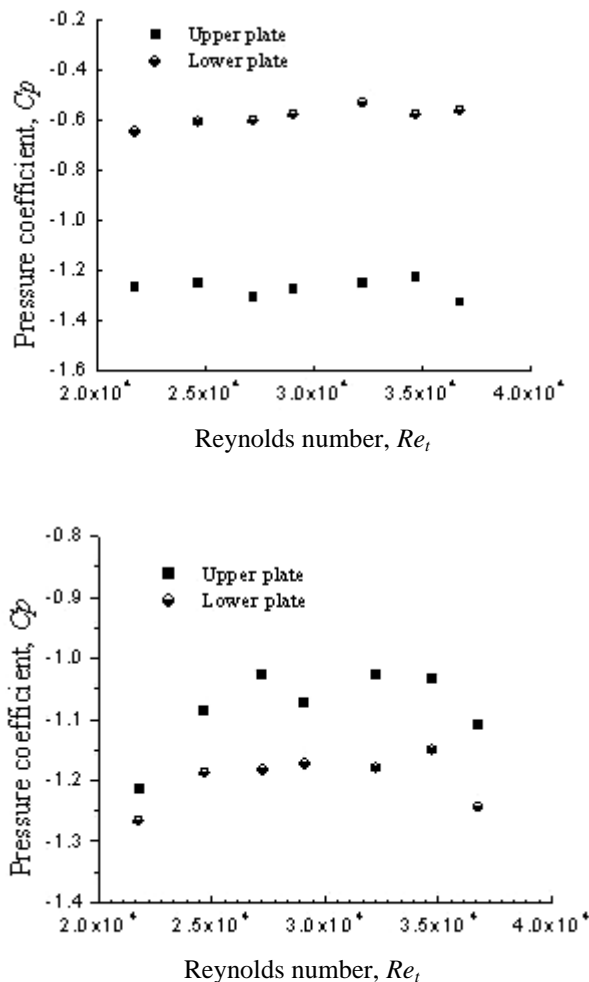 -0.2
Upper plate
Lower plate
-0.4
-0.6
-0.8
-1.0
-1.2
-1.4
-1.6
Pressure coefficient, Cp
2.0x10⁴ 2.5x10⁴ 3.0x10⁴ 3.5x10⁴ 4.0x10⁴
Reynolds number, Reₜ
-0.8
Upper plate
Lower plate
-0.9
-1.0
-1.1
-1.2
-1.3
-1.4
Pressure coefficient, Cp
2.0x10⁴ 2.5x10⁴ 3.0x10⁴ 3.5x10⁴ 4.0x10⁴
Reynolds number, Reₜ